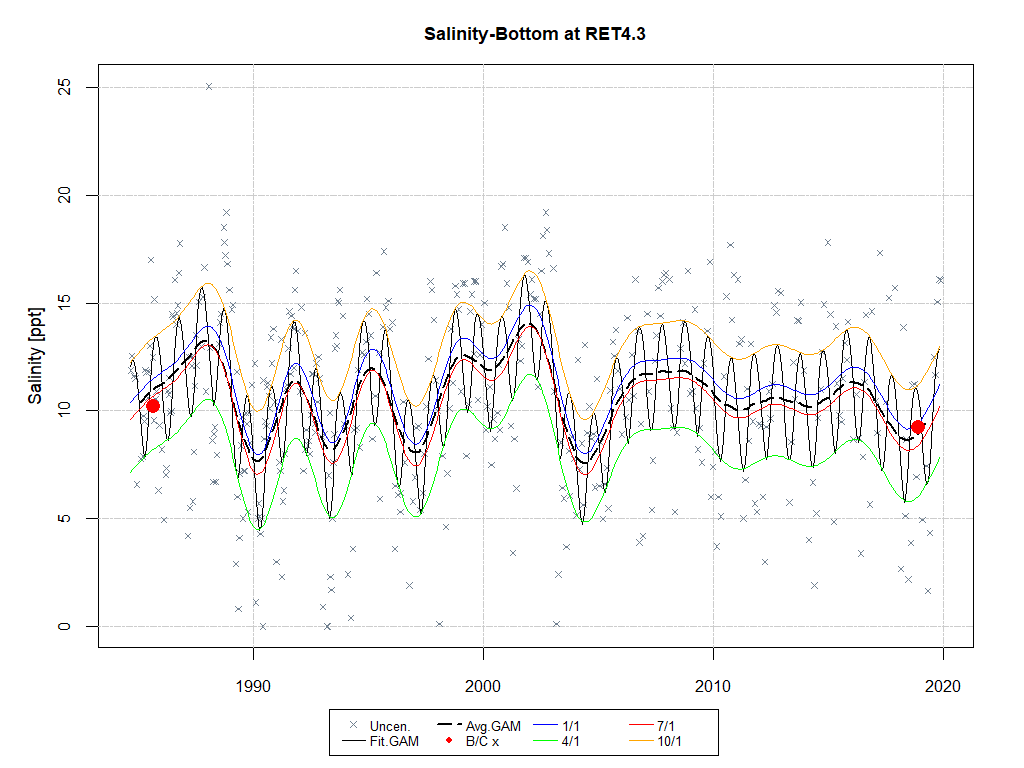 Salinity-Bottom at RET4.3
Salinity [ppt]
25
20
15
10
5
0
1990 2000 2010 2020
Uncen. Avg.GAM 1/1 7/1
Fit.GAM B/C x 4/1 10/1